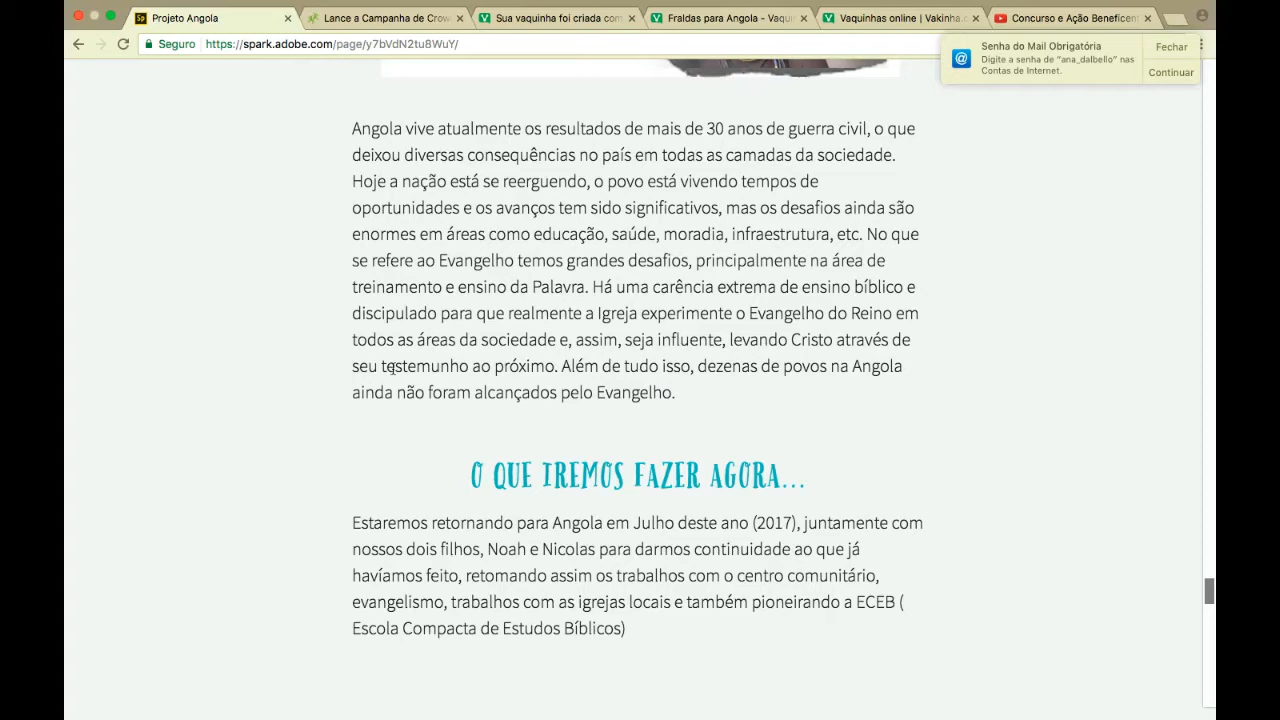 Projeto Angola
Lance a Campanha de Crow
Sua vaquinha foi criada com
Fraldas para Angola - Vaqui
Vaquinhas online | Vakinha.c
Concurso e Ação Beneficen
Seguro
https://spark.adobe.com/page/y7bVdN2tu8WuY/
Senha do Mail Obrigatória
Digite a senha de "ana_dalbello" nas
Contas de Internet.
Fechar
Continuar
Angola vive atualmente os resultados de mais de 30 anos de guerra civil, o que
deixou diversas consequências no país em todas as camadas da sociedade.
Hoje a nação está se reerguendo, o povo está vivendo tempos de
oportunidades e os avanços tem sido significativos, mas os desafios ainda são
enormes em áreas como educação, saúde, moradia, infraestrutura, etc. No que
se refere ao Evangelho temos grandes desafios, principalmente na área de
treinamento e ensino da Palavra. Há uma carência extrema de ensino bíblico e
discipulado para que realmente a Igreja experimente o Evangelho do Reino em
todos as áreas da sociedade e, assim, seja influente, levando Cristo através de
seu testemunho ao próximo. Além de tudo isso, dezenas de povos na Angola
ainda não foram alcançados pelo Evangelho.
O QUE IREMOS FAZER AGORA...
Estaremos retornando para Angola em Julho deste ano (2017), juntamente com
nossos dois filhos, Noah e Nicolas para darmos continuidade ao que já
havíamos feito, retomando assim os trabalhos com o centro comunitário,
evangelismo, trabalhos com as igrejas locais e também pioneirando a ECEB (
Escola Compacta de Estudos Bíblicos)